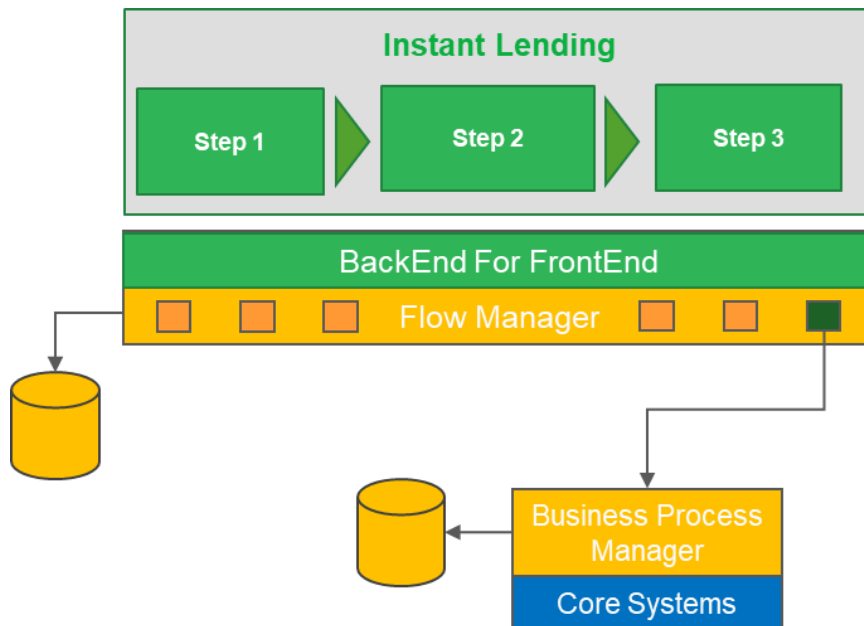 Instant Lending
Step 1
Step 2
Step 3
BackEnd For FrontEnd
Flow Manager
Business Process
Manager
Core Systems